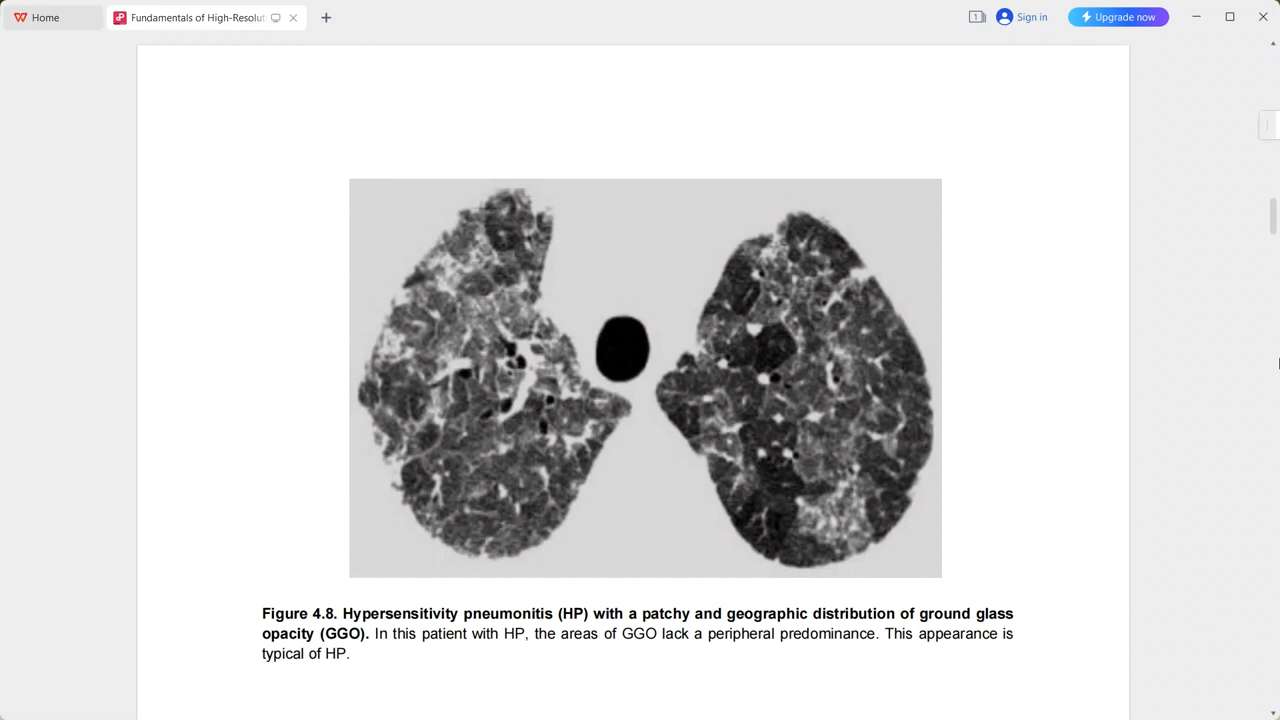 Home
Fundamentals of High-Resolut
1
Sign in
Upgrade now
Figure 4.8. Hypersensitivity pneumonitis (HP) with a patchy and geographic distribution of ground glass
opacity (GGO). In this patient with HP, the areas of GGO lack a peripheral predominance. This appearance is
typical of HP.